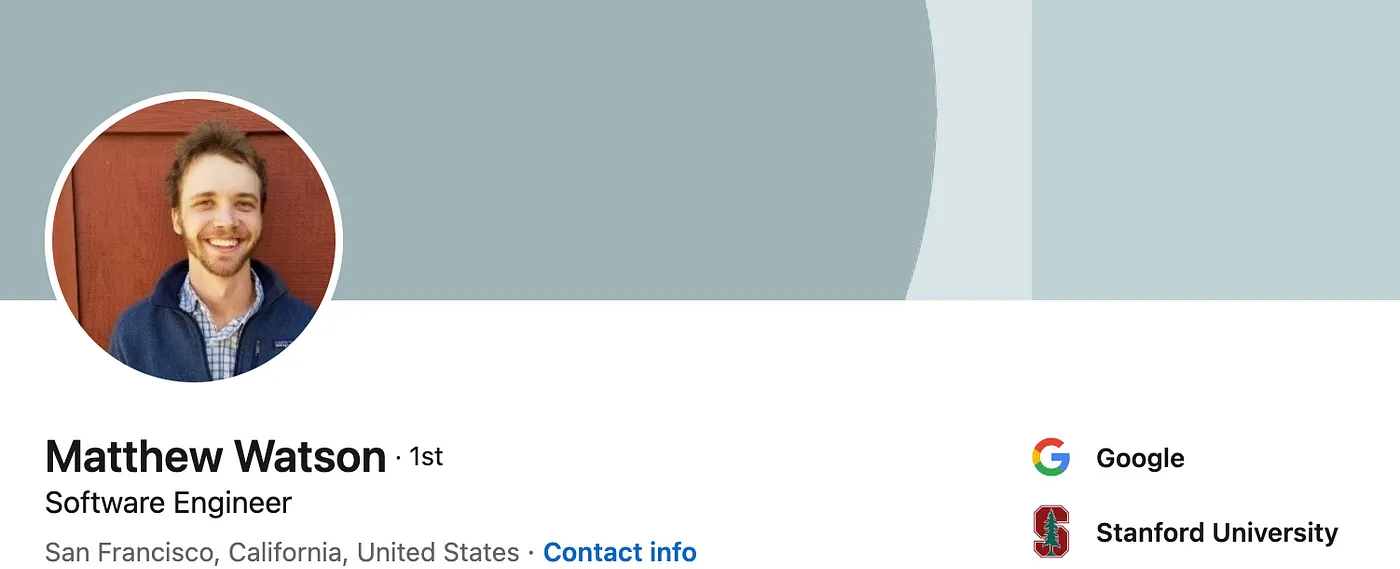 Matthew Watson · 1st
Software Engineer
San Francisco, California, United States · Contact info
Google
Stanford University